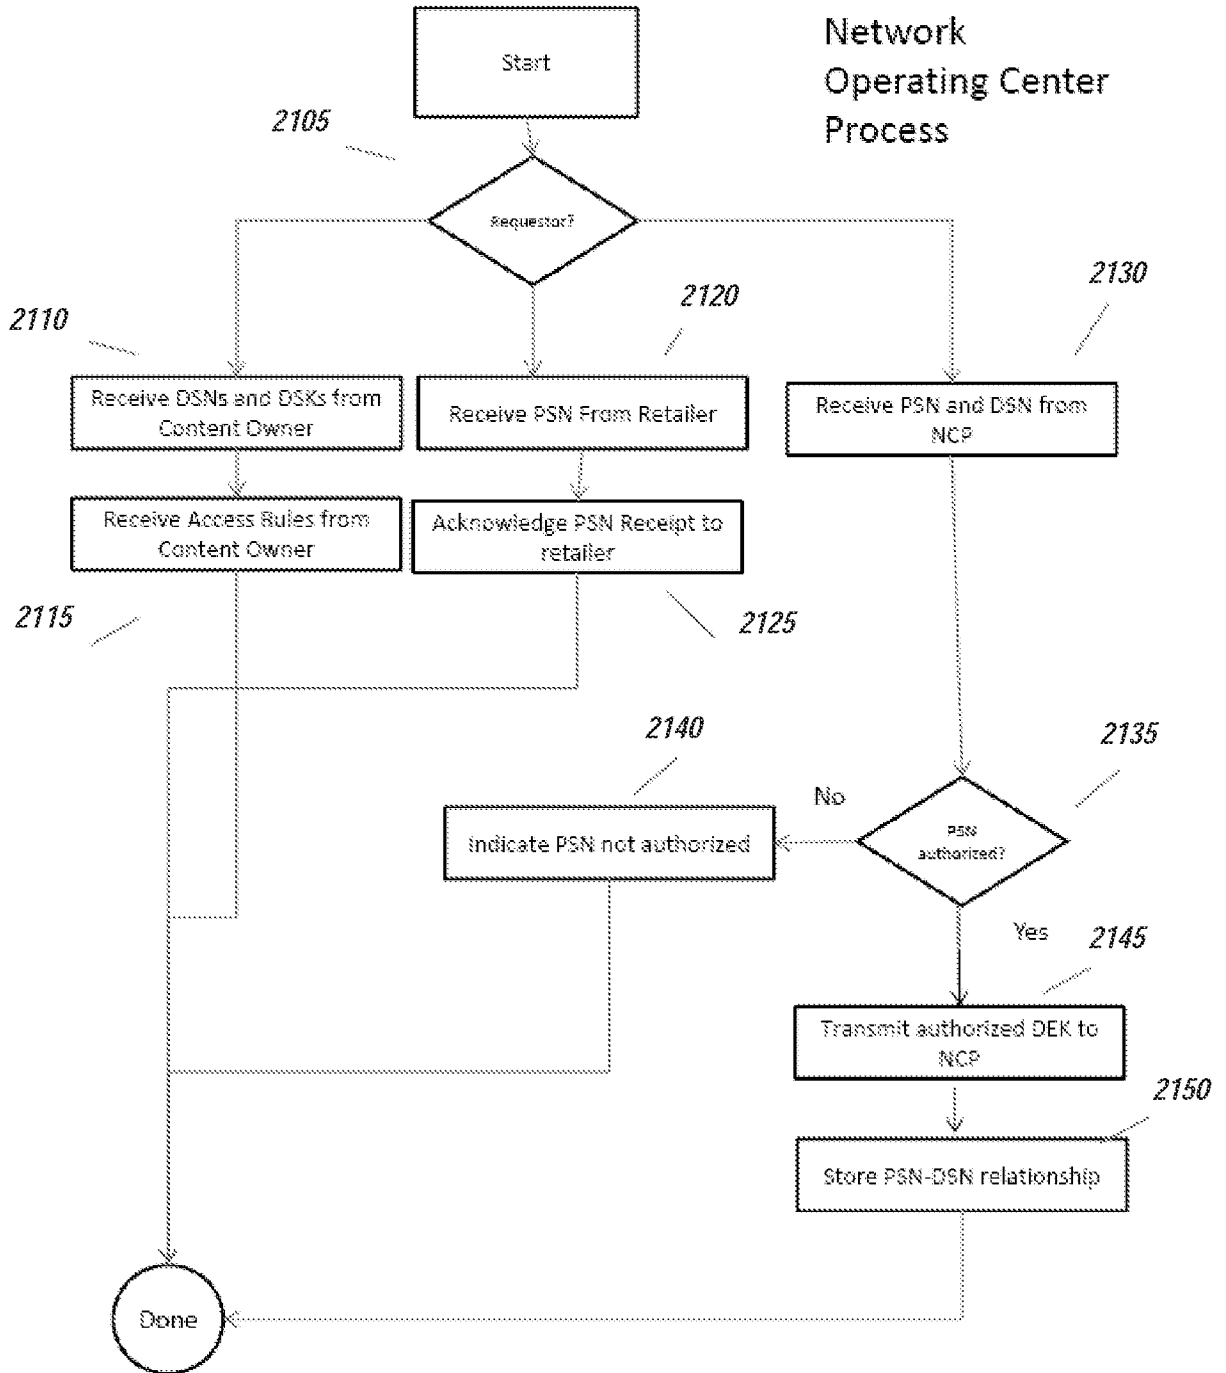 Network
Operating Center
Process
Start
2105
Requestor?
2110
2120
2130
Receive DSNs and DSKs from
Content Owner
Receive PSN From Retailer
Receive PSN and DSN from
NCP
Receive Access Rules from
Content Owner
Acknowledge PSN Receipt to
retailer
2115
2125
2140
2135
No
Indicate PSN not authorized
PSN
authorized?
Yes
2145
Transmit authorized DEK to
NCP
2150
Store PSN-DSN relationship
Done